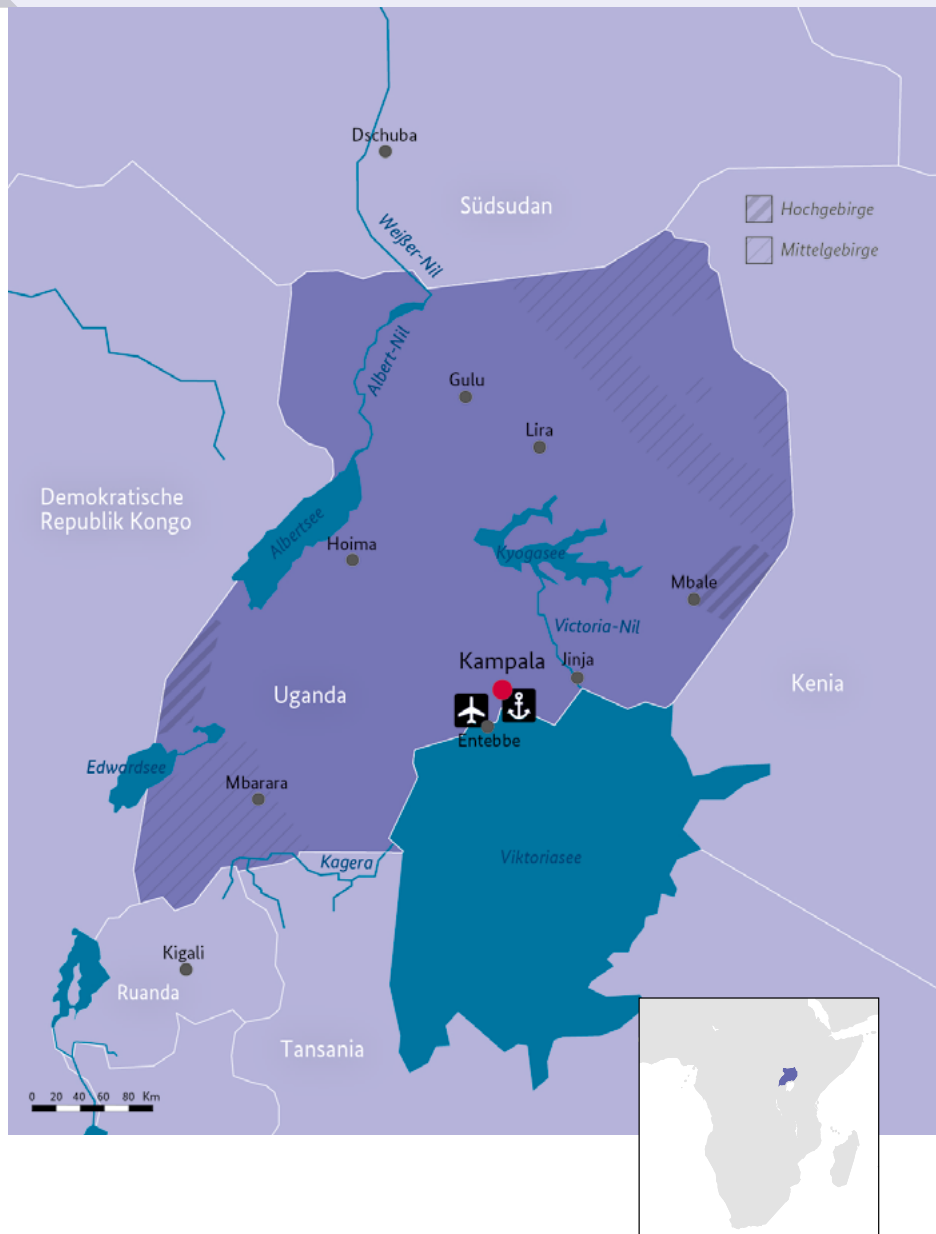 Dschuba
Südsudan
Hochgebirge
Mittelgebirge
Weißer-Nil
Albert-Nil
Gulu
Lira
Demokratische
Republik Kongo
Albertsee
Hoima
Kyogasee
Mbale
Victoria-Nil
Kampala
Jinja
Uganda
Kenia
Entebbe
Edwardsee
Mbarara
Viktoriasee
Kagera
Kigali
Ruanda
Tansania
0 20 40 60 80 Km